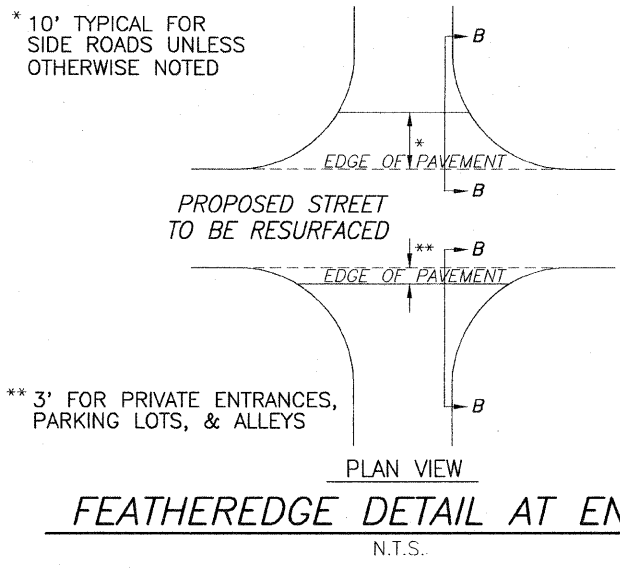 * 10' TYPICAL FOR
SIDE ROADS UNLESS
OTHERWISE NOTED
B
*
EDGE OF PAVEMENT
B
PROPOSED STREET
TO BE RESURFACED
**
B
EDGE OF PAVEMENT
** 3' FOR PRIVATE ENTRANCES,
PARKING LOTS, & ALLEYS
B
PLAN VIEW
FEATHEREDGE DETAIL AT EN
N.T.S.